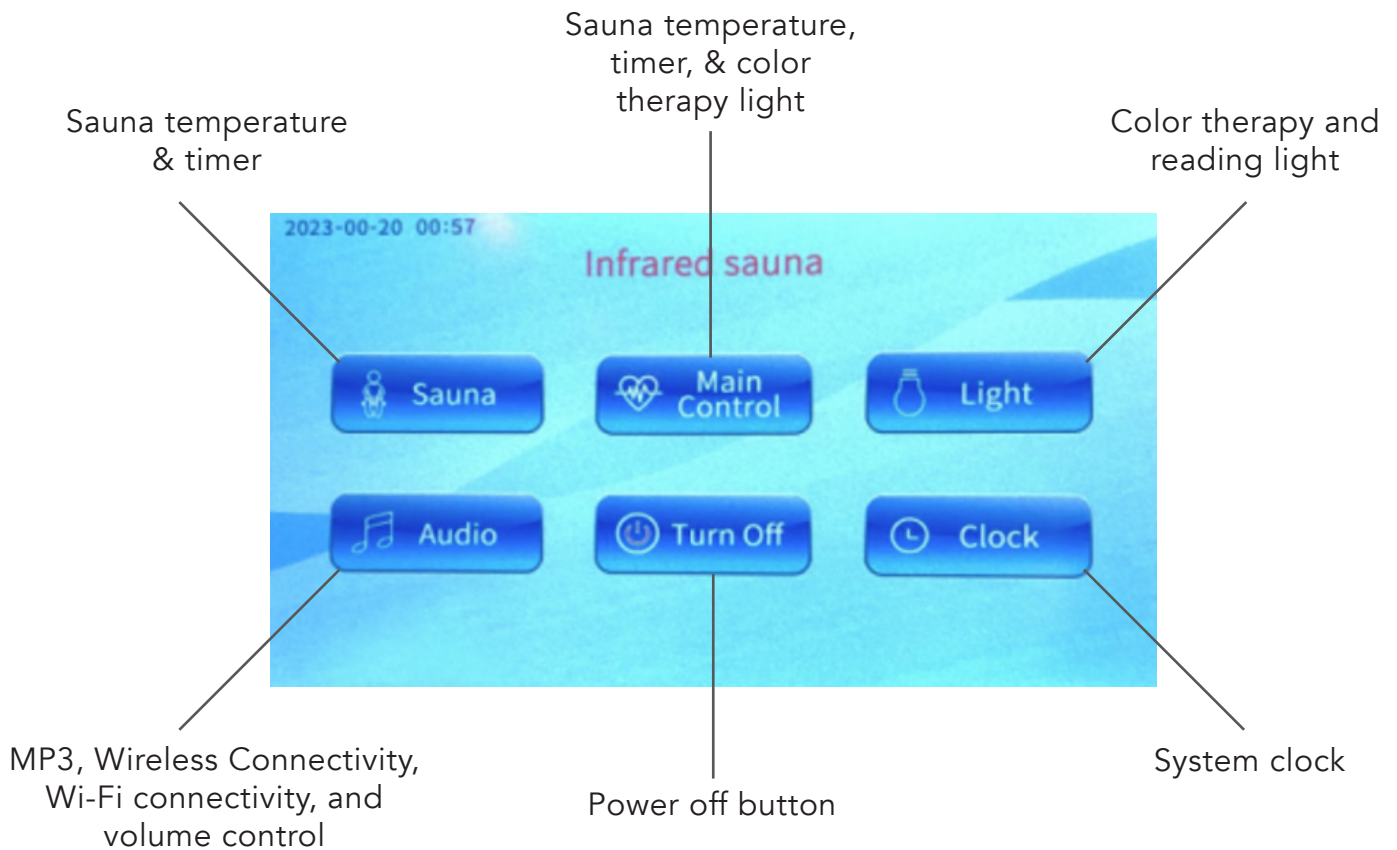 Sauna temperature,
timer, & color
therapy light
Sauna temperature
& timer
Color therapy and
reading light
2023-00-20 00:57
Infrared sauna
Sauna
Main
Control
Light
Audio
Turn Off
Clock
MP3, Wireless Connectivity,
Wi-Fi connectivity, and
volume control
Power off button
System clock